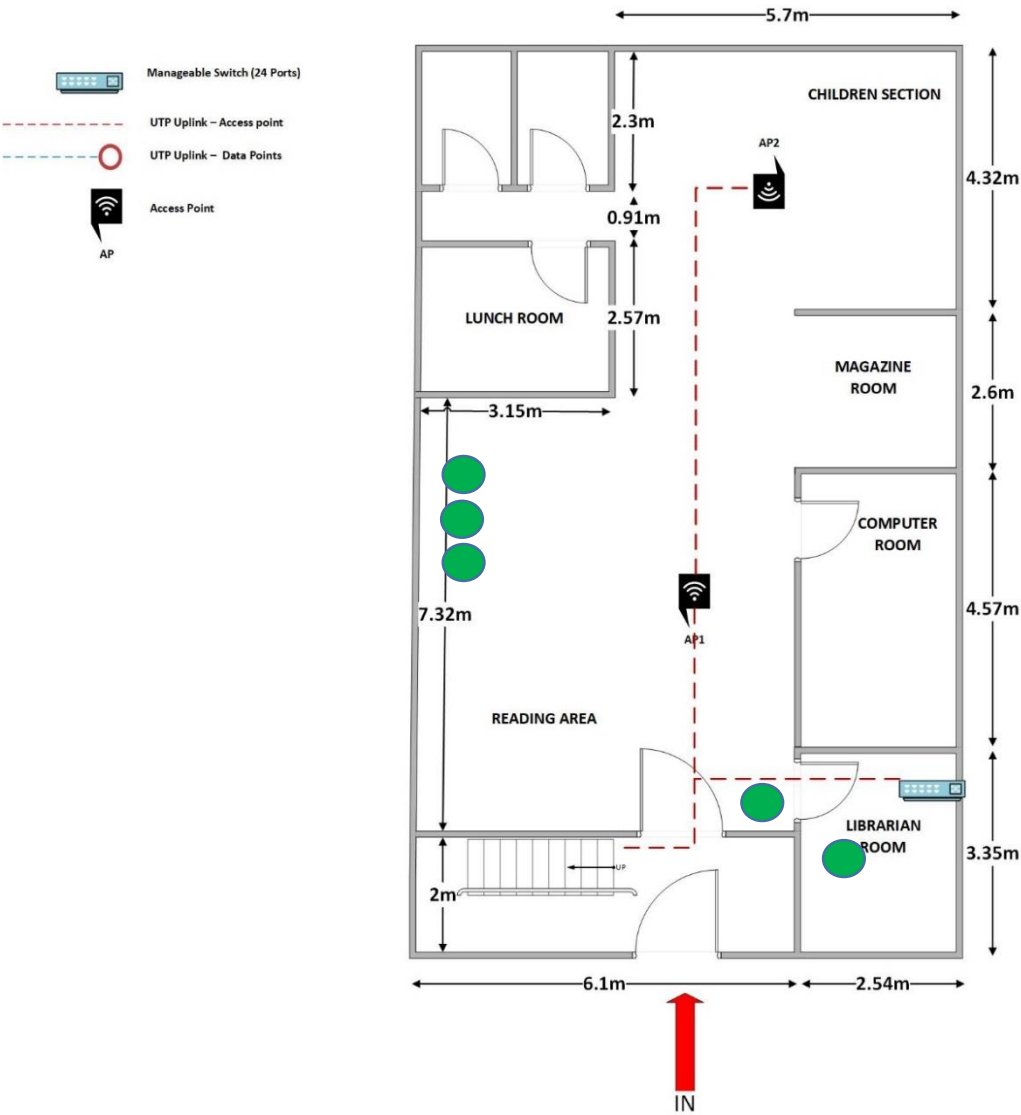 Manageable Switch (24 Ports)
UTP Uplink – Access point
UTP Uplink – Data Points
Access Point
AP
5.7m
CHILDREN SECTION
2.3m
AP2
4.32m
0.91m
LUNCH ROOM
2.57m
MAGAZINE
ROOM
2.6m
3.15m
COMPUTER
ROOM
7.32m
4.57m
AP1
READING AREA
LIBRARIAN
ROOM
3.35m
UP
2m
6.1m
2.54m
IN